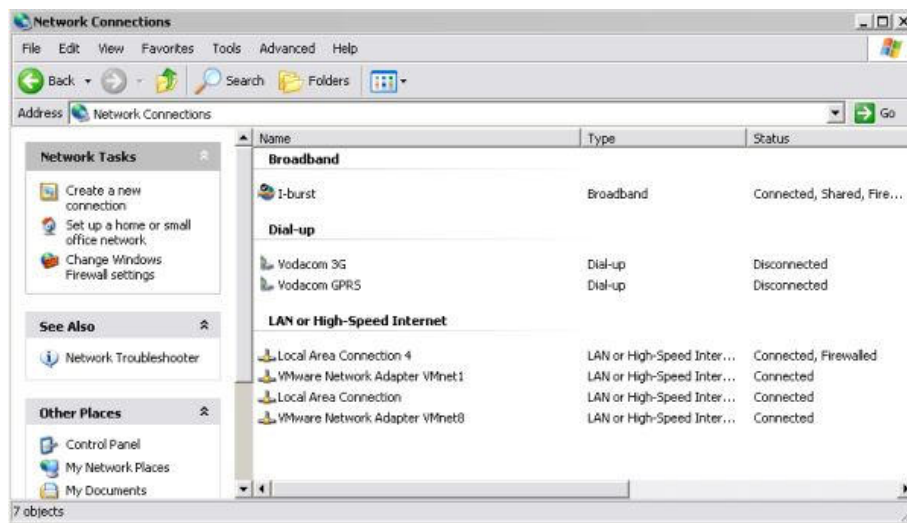 Network Connections
File Edit View Favorites Tools Advanced Help
Back Search Folders
Address Network Connections Go
Network Tasks
Create a new
connection
Set up a home or small
office network
Change Windows
Firewall settings
See Also
Network Troubleshooter
Other Places
Control Panel
My Network Places
My Documents
Name Type Status
Broadband
I-burst Broadband Connected, Shared, Fire...
Dial-up
Vodacom 3G Dial-up Disconnected
Vodacom GPRS Dial-up Disconnected
LAN or High-Speed Internet
Local Area Connection 4 LAN or High-Speed Inter... Connected, Firewalled
VMware Network Adapter VMnet1 LAN or High-Speed Inter... Connected
Local Area Connection LAN or High-Speed Inter... Connected
VMware Network Adapter VMnet8 LAN or High-Speed Inter... Connected
7 objects